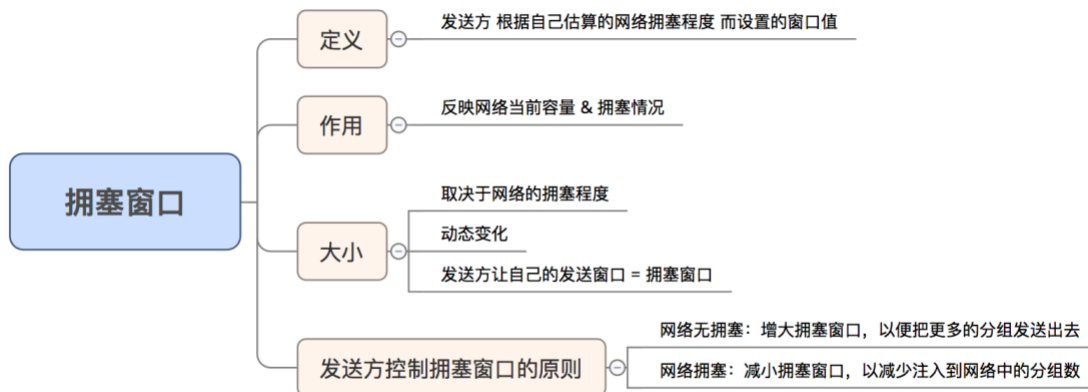 拥塞窗口
定义
发送方 根据自己估算的网络拥塞程度 而设置的窗口值
作用
反映网络当前容量 & 拥塞情况
大小
取决于网络的拥塞程度
动态变化
发送方让自己的发送窗口 = 拥塞窗口
发送方控制拥塞窗口的原则
网络无拥塞：增大拥塞窗口，以便把更多的分组发送出去
网络拥塞：减小拥塞窗口，以减少注入到网络中的分组数